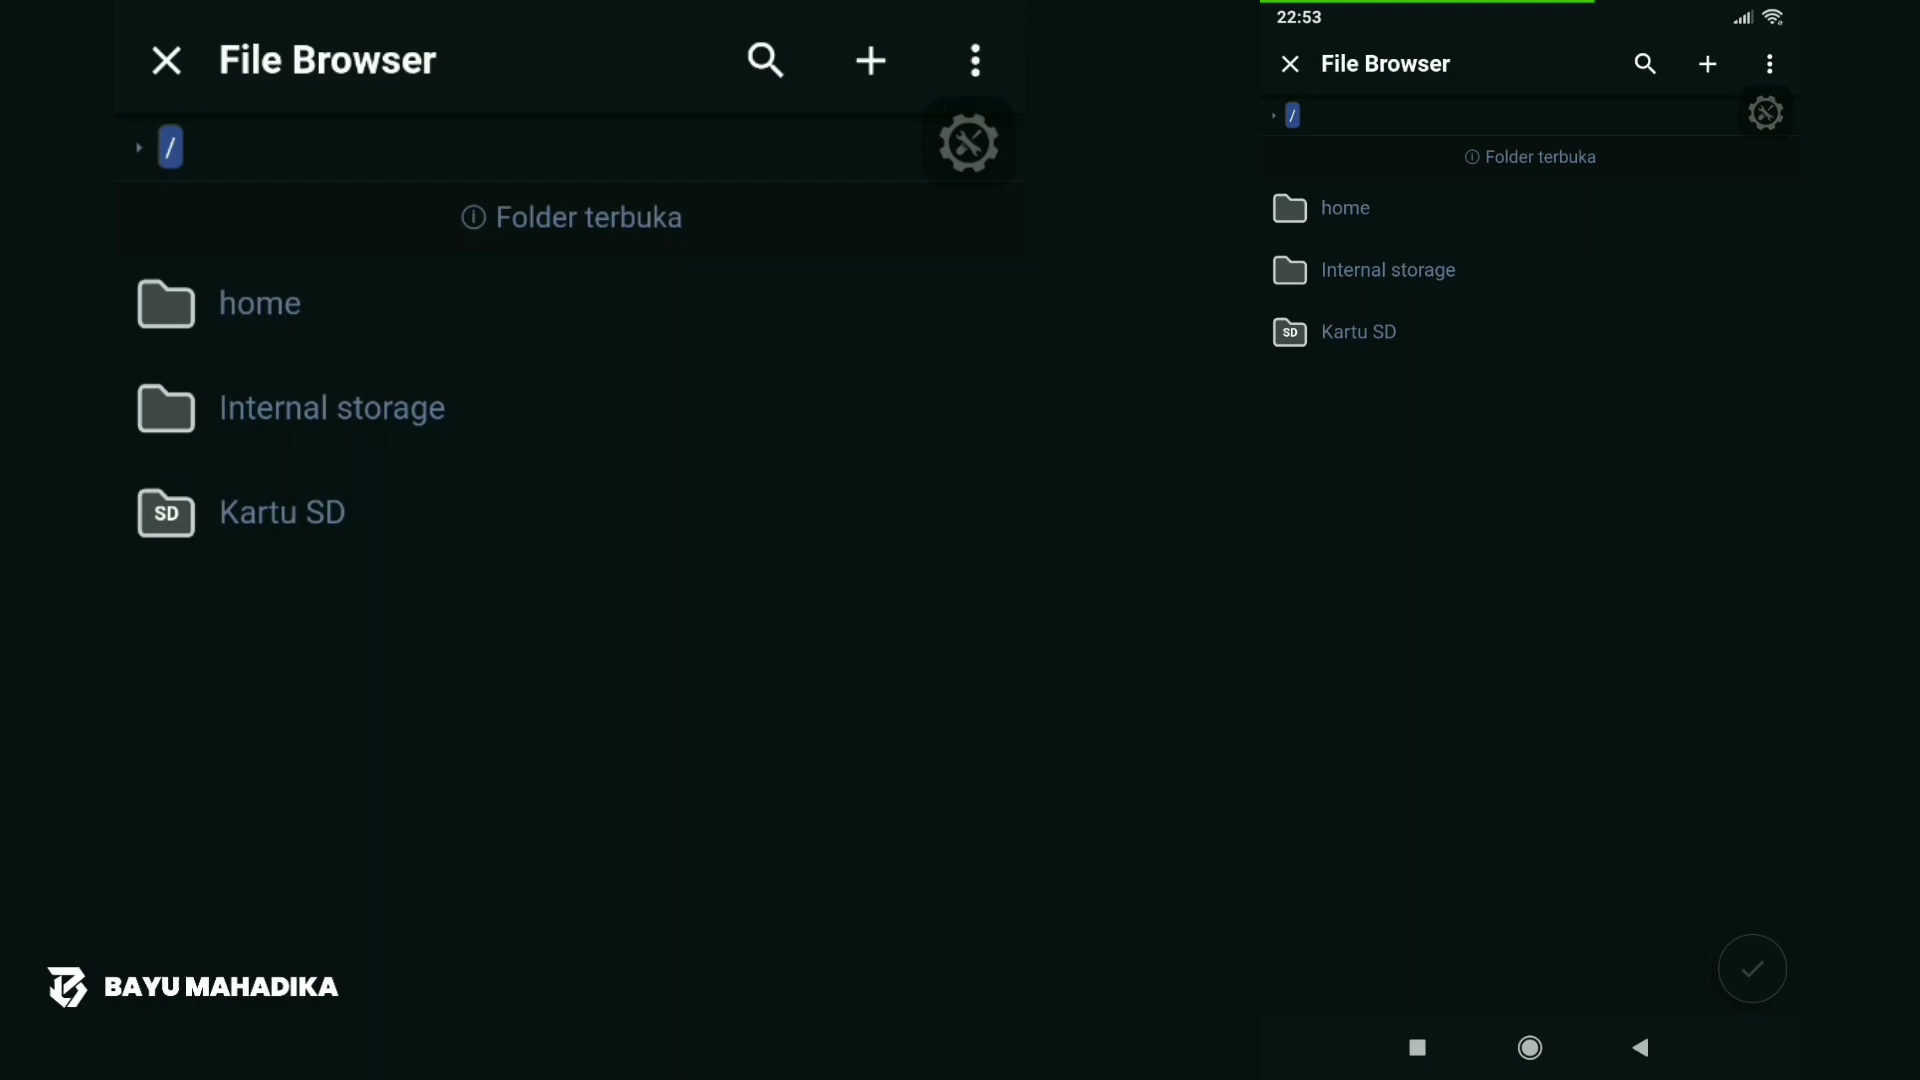 File Browser
/
Folder terbuka
home
Internal storage
SD Kartu SD
BAYU MAHADIKA
22:53
File Browser
/
Folder terbuka
home
Internal storage
SD Kartu SD